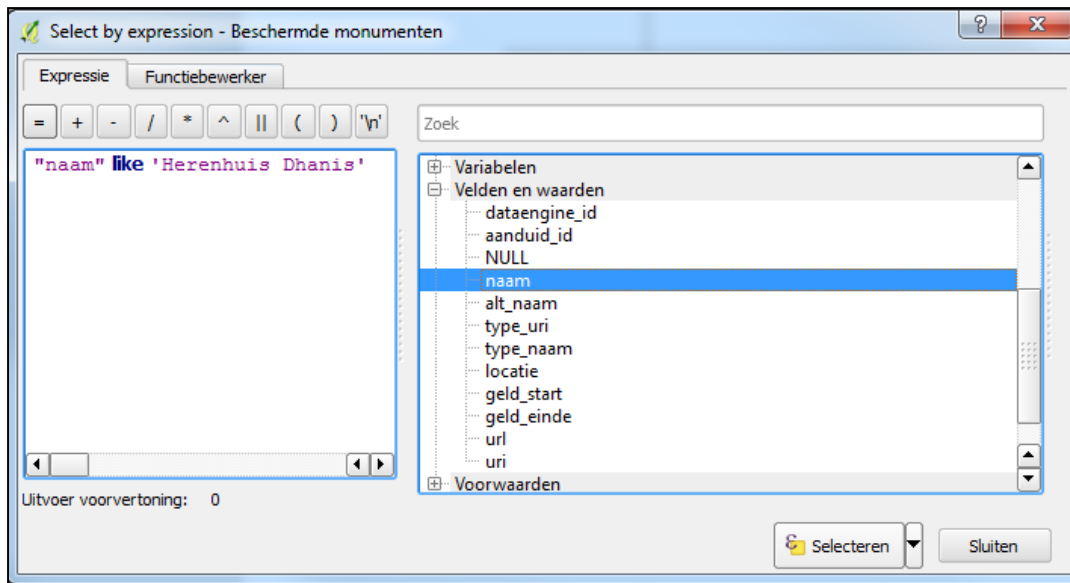 Select by expression - Beschermde monumenten
?
X
Expressie
Functiebewerker
= + - / * ^ || ( ) '\n'
Zoek
"naam" like 'Herenhuis Dhanis'
Variabelen
Velden en waarden
dataengine_id
aanduid_id
NULL
naam
alt_naam
type_uri
type_naam
locatie
geld_start
geld_einde
url
uri
Voorwaarden
Uitvoer voorvertoning: 0
ε Selecteren
Sluiten